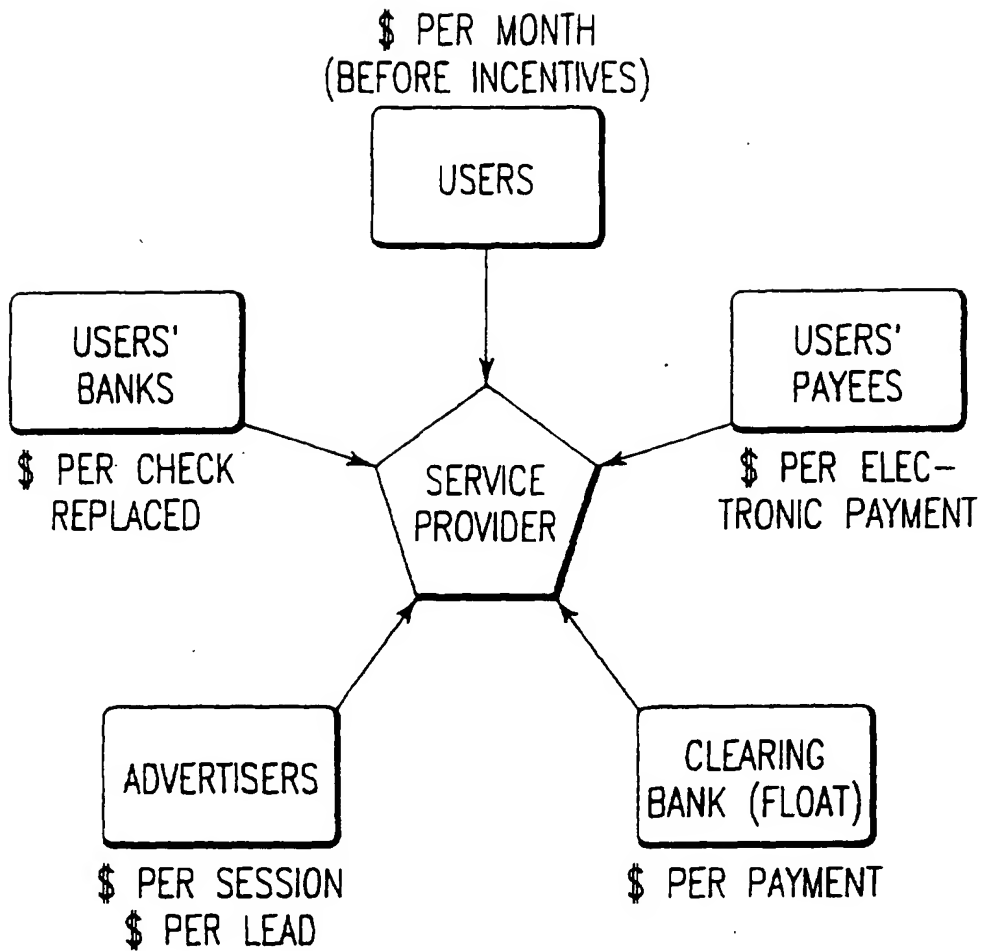 $ PER MONTH
(BEFORE INCENTIVES)
USERS
USERS'
BANKS
$ PER CHECK
REPLACED
USERS'
PAYEES
$ PER ELEC-
TRONIC PAYMENT
SERVICE
PROVIDER
ADVERTISERS
$ PER SESSION
$ PER LEAD
CLEARING
BANK (FLOAT)
$ PER PAYMENT